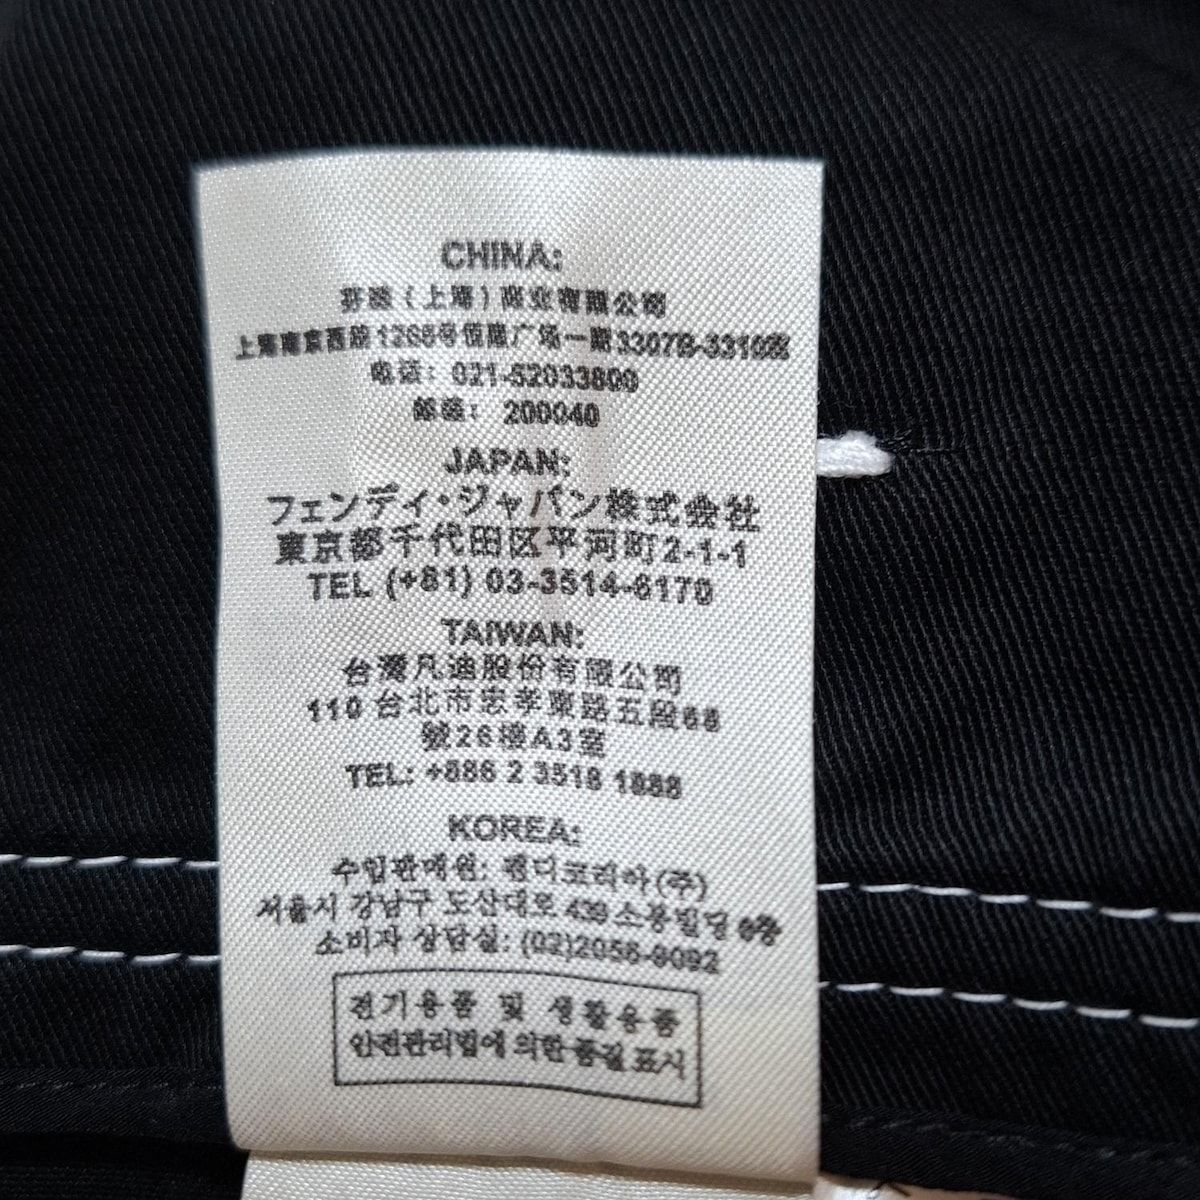 CHINA:
芬迪（上海）商业有限公司
上海南京西路1266号恒隆广场一期3307B-3310室
电话：021-52033800
邮编：200040
JAPAN:
フェンディ・ジャパン株式会社
東京都千代田区平河町2-1-1
TEL (+81) 03-3514-6170
TAIWAN:
台灣凡迪股份有限公司
110 台北市忠孝東路五段68
號26樓A3室
TEL: +886 2 3518 1888
KOREA:
수입판매원: 펜디코리아(주)
서울시 강남구 도산대로 439 소봉빌딩 6층
소비자 상담실: (02)2056-9092
전기용품 및 생활용품
안전관리법에 의한 품질 표시